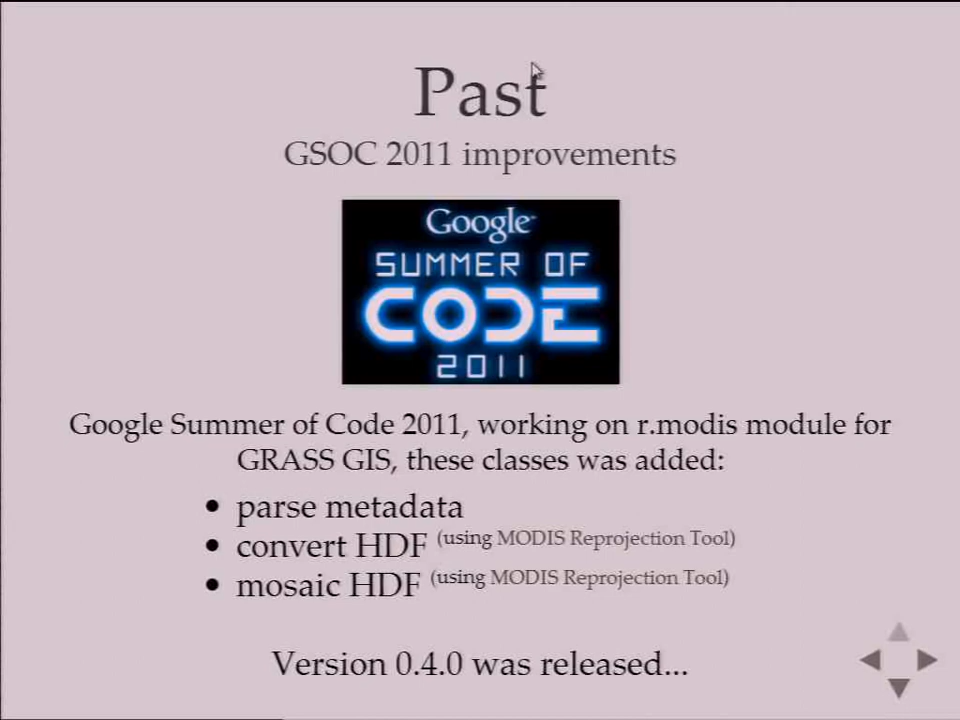 Past
GSOC 2011 improvements
Google
SUMMER OF
CODE
2011
Google Summer of Code 2011, working on r.modis module for
GRASS GIS, these classes was added:
• parse metadata
• convert HDF (using MODIS Reprojection Tool)
• mosaic HDF (using MODIS Reprojection Tool)
Version 0.4.0 was released...